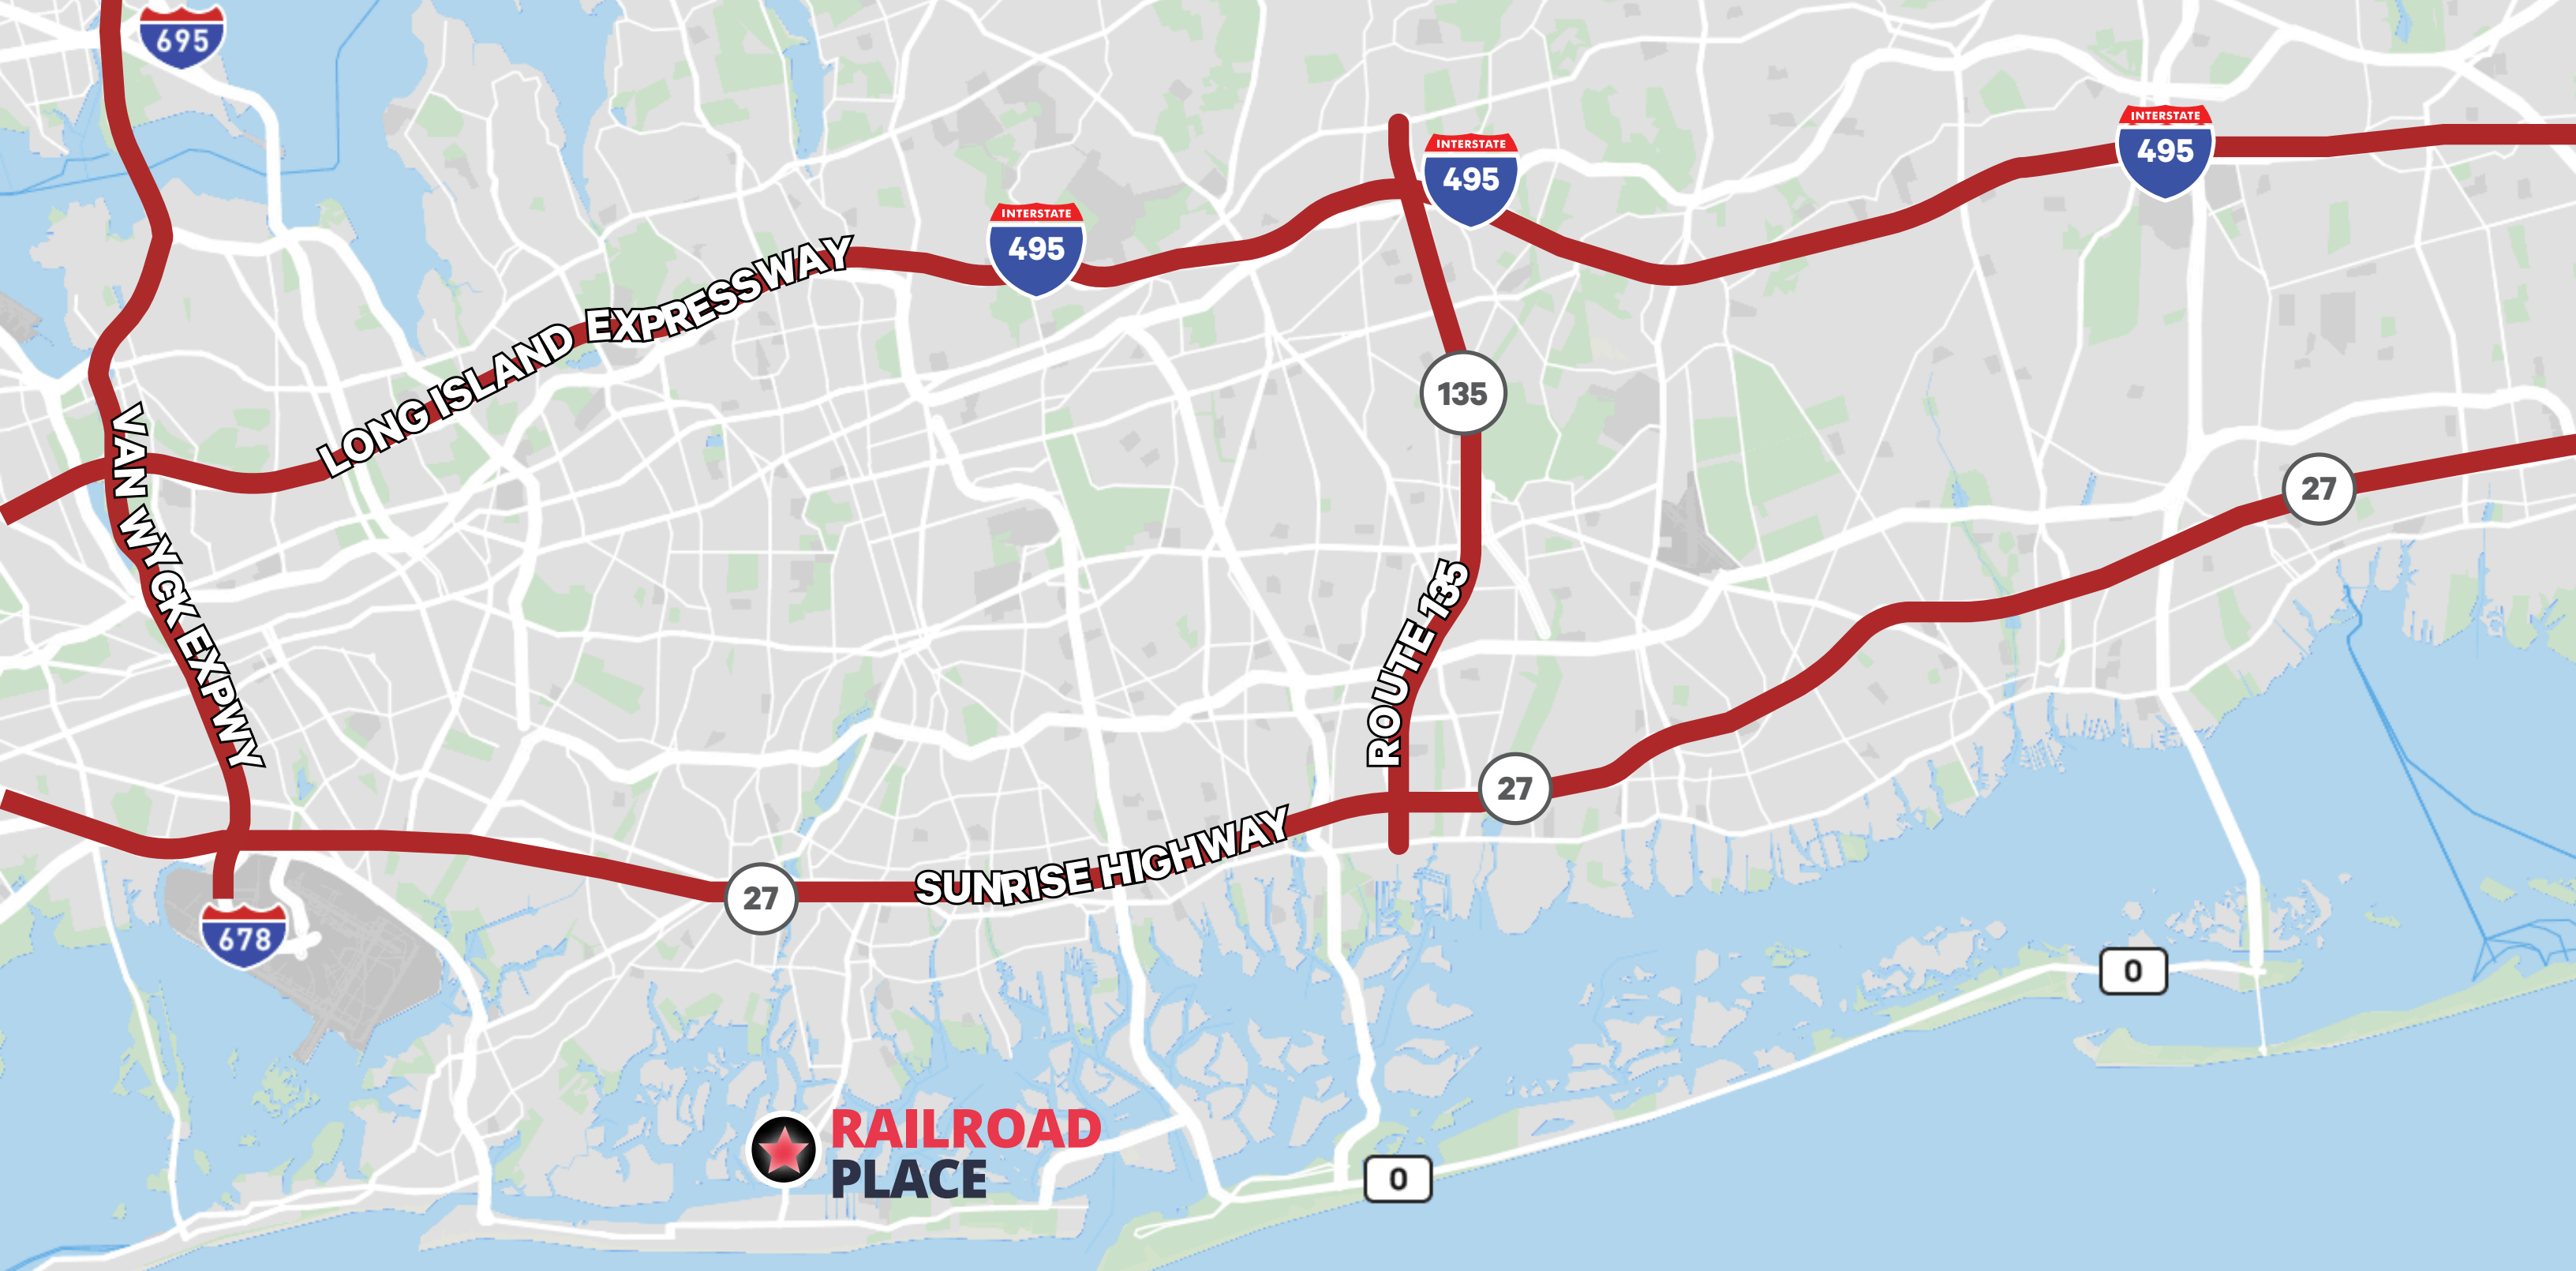 695
INTERSTATE
495
INTERSTATE
495
INTERSTATE
495
LONG ISLAND EXPRESSWAY
135
VAN WYCK EXPWY
27
ROUTE 135
27
SUNRISE HIGHWAY
27
678
0
RAILROAD
PLACE
0